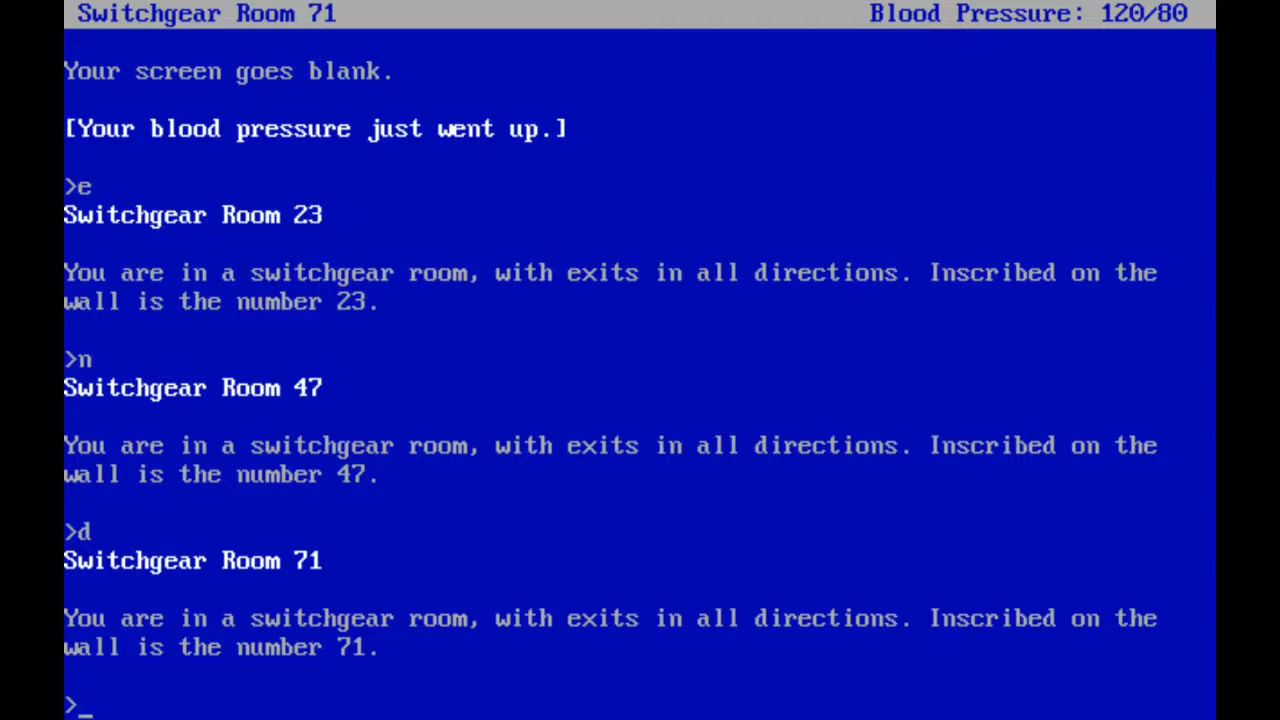 Switchgear Room 71 Blood Pressure: 120/80
Your screen goes blank.
[Your blood pressure just went up.]
>e
Switchgear Room 23
You are in a switchgear room, with exits in all directions. Inscribed on the
wall is the number 23.
>n
Switchgear Room 47
You are in a switchgear room, with exits in all directions. Inscribed on the
wall is the number 47.
>d
Switchgear Room 71
You are in a switchgear room, with exits in all directions. Inscribed on the
wall is the number 71.
>_